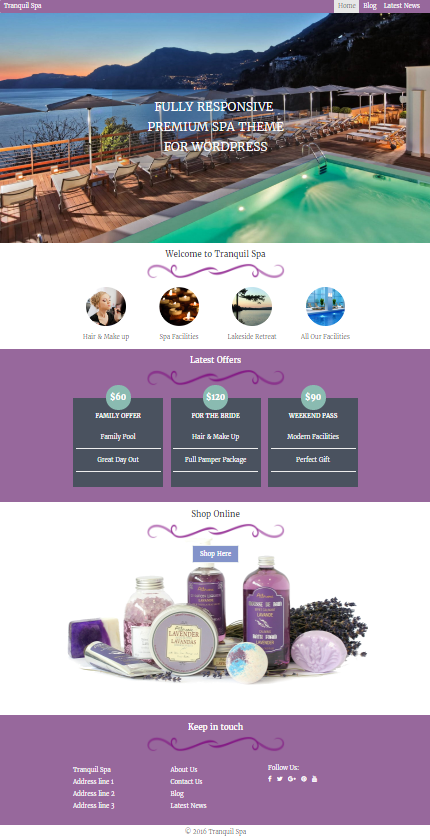 Tranquil Spa
Home Blog Latest News
FULLY RESPONSIVE
PREMIUM SPA THEME
FOR WORDPRESS
Welcome to Tranquil Spa
Hair & Make up
Spa Facilities
Lakeside Retreat
All Our Facilities
Latest Offers
$60
FAMILY OFFER
Family Pool
Great Day Out
$120
FOR THE BRIDE
Hair & Make Up
Full Pamper Package
$90
WEEKEND PASS
Modern Facilities
Perfect Gift
Shop Online
Shop Here
LAVENDER
LAVANDAS
Keep in touch
Tranquil Spa
Address line 1
Address line 2
Address line 3
About Us
Contact Us
Blog
Latest News
Follow Us:
© 2016 Tranquil Spa